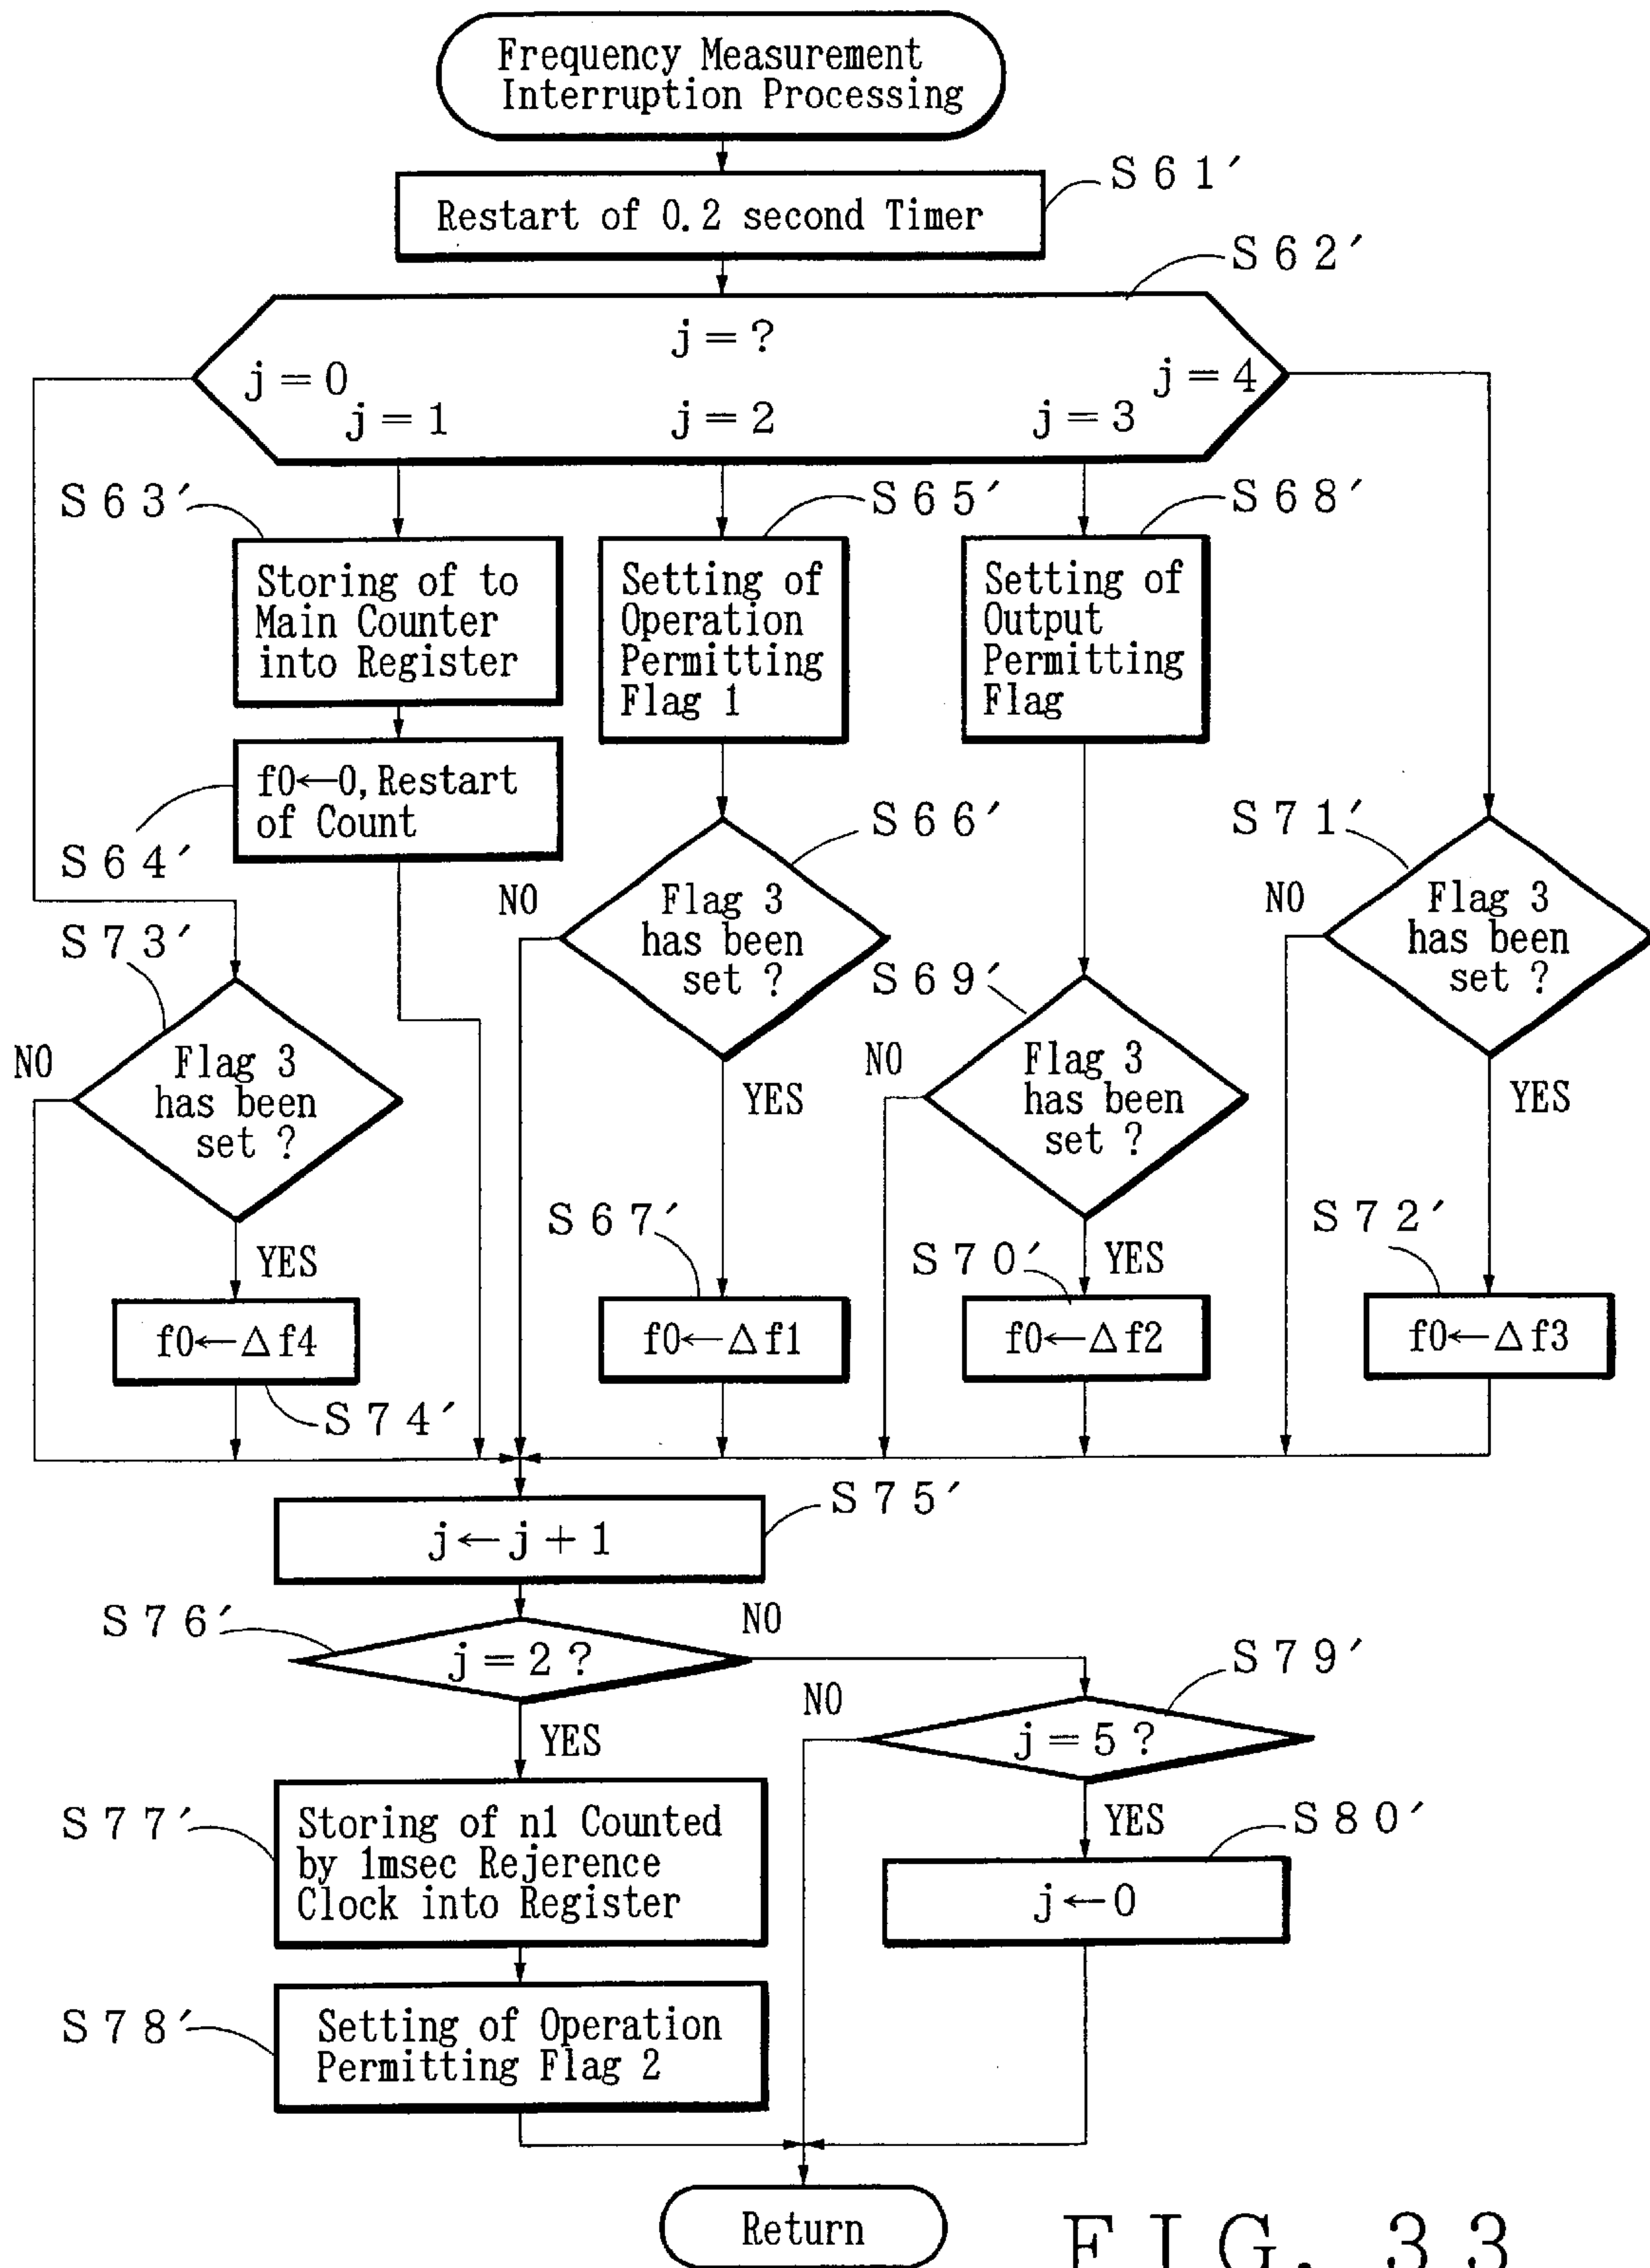 Frequency Measurement
Interruption Processing
S61′
Restart of 0.2 second Timer
S62′
j=?
j=0
j=4
j=1
j=2
j=3
S63′
S65′
S68′
Storing of to
Main Counter
into Register
Setting of
Operation
Permitting
Flag 1
Setting of
Output
Permitting
Flag
f0←0, Restart
of Count
S64′
S66′
S71′
NO
Flag 3
has been
set ?
NO
Flag 3
has been
set ?
S73′
S69′
NO
Flag 3
has been
set ?
YES
NO
Flag 3
has been
set ?
YES
S67′
S72′
YES
S70′
YES
f0←Δf4
f0←Δf1
f0←Δf2
f0←Δf3
S74′
S75′
j←j+1
S76′
NO
j=2?
S79′
YES
NO
j=5?
S77′
Storing of n1 Counted
by 1msec Rejerence
Clock into Register
YES
S80′
j←0
S78′
Setting of Operation
Permitting Flag 2
Return
FIG. 33